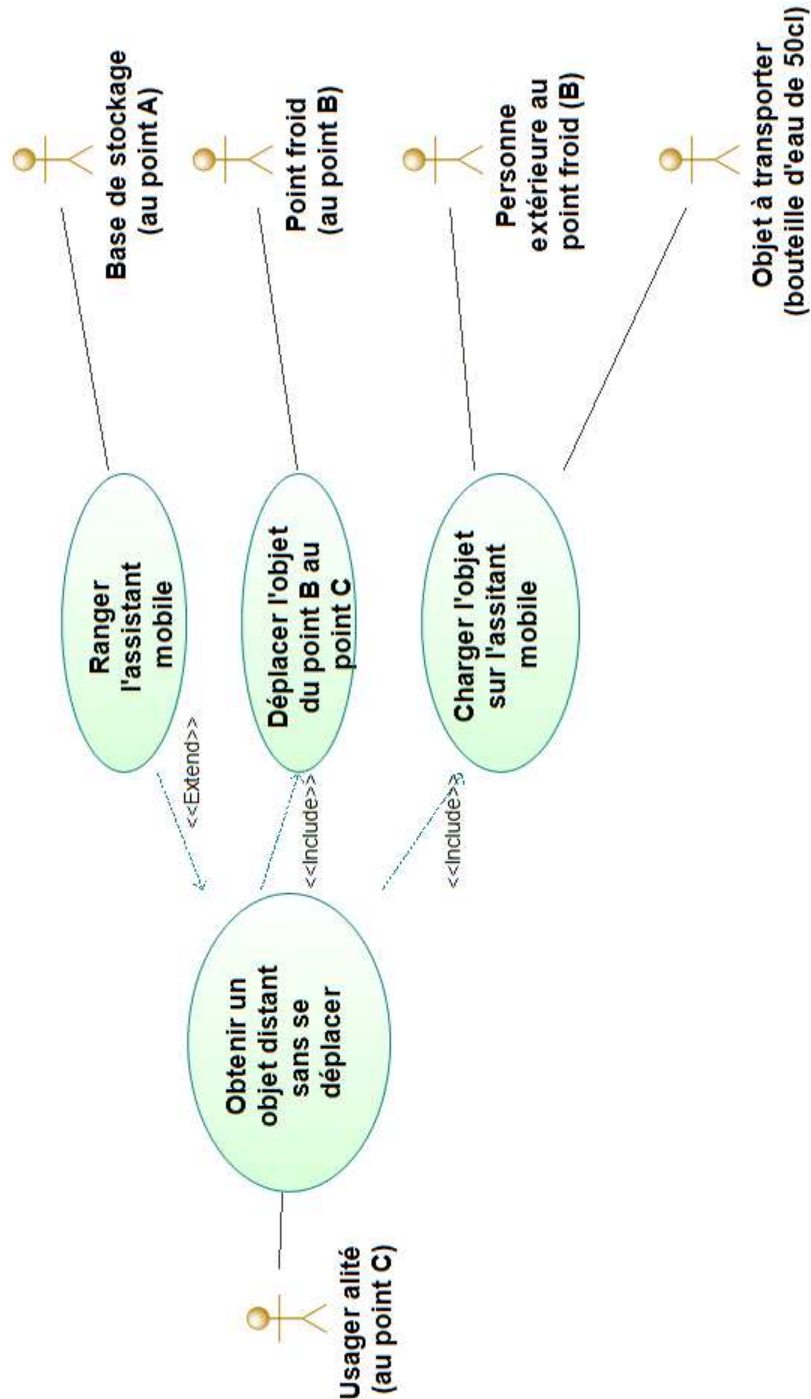 Usager alité
(au point C)
Obtenir un
objet distant
sans se
déplacer
<<Extend>>
<<Include>>
<<Include>>
Ranger
l'assistant
mobile
Déplacer l'objet
du point B au
point C
Charger l'objet
sur l'assitant
mobile
Base de stockage
(au point A)
Point froid
(au point B)
Personne
extérieure au
point froid (B)
Objet à transporter
(bouteille d'eau de 50cl)